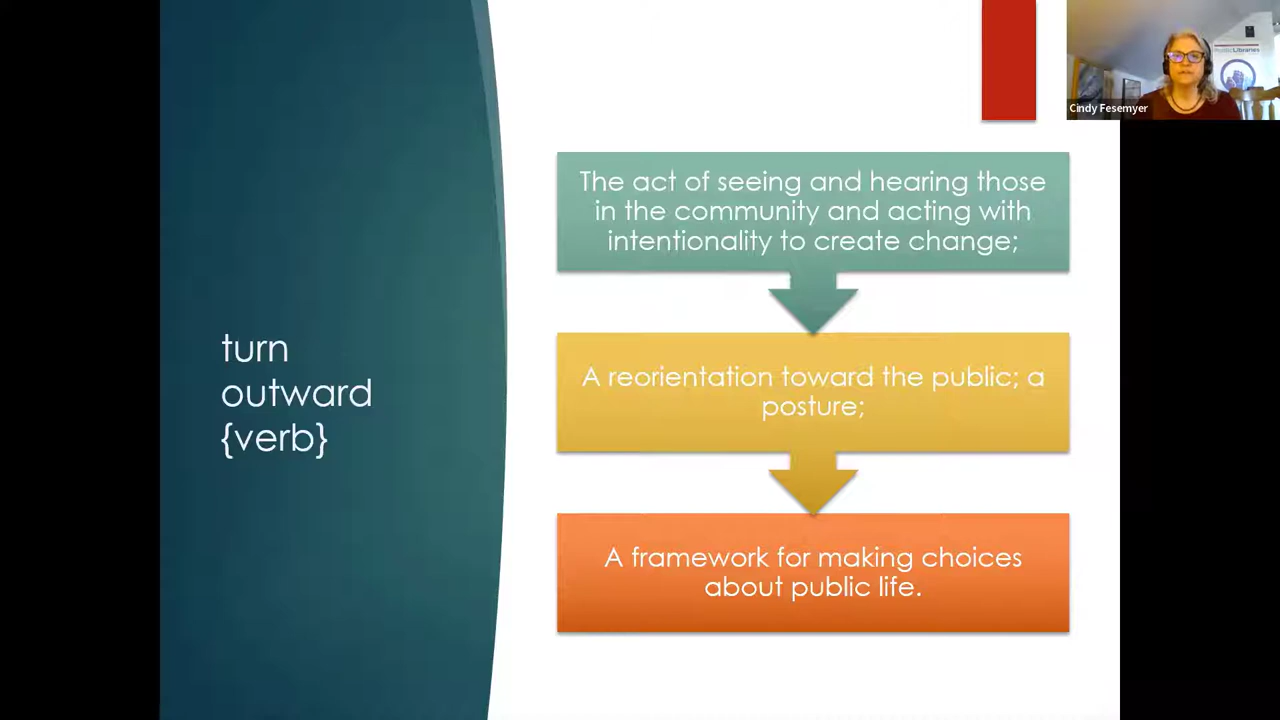 Cindy Fesemyer
The act of seeing and hearing those
in the community and acting with
intentionality to create change;
turn
outward
{verb}
A reorientation toward the public; a
posture;
A framework for making choices
about public life.